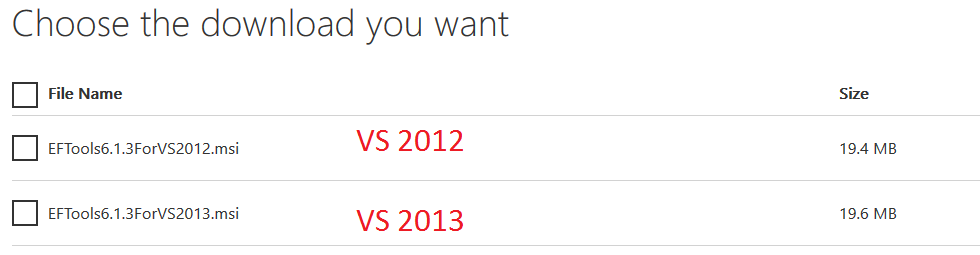 Choose the download you want
File Name Size
EFTools6.1.3ForVS2012.msi VS 2012 19.4 MB
EFTools6.1.3ForVS2013.msi VS 2013 19.6 MB